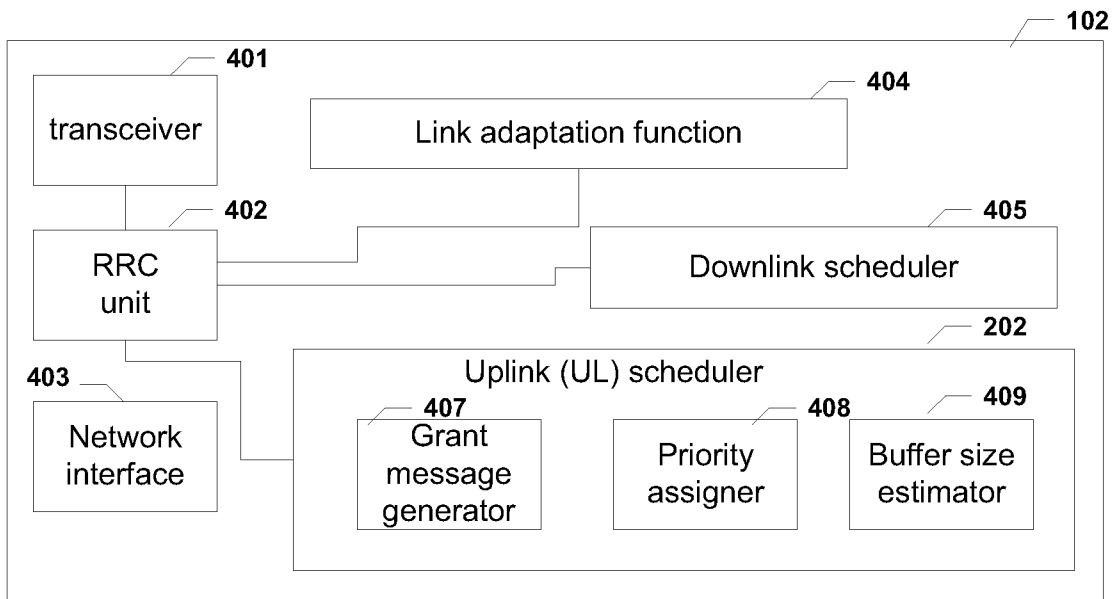 102
401
transceiver
404
Link adaptation function
402
RRC
unit
405
Downlink scheduler
202
Uplink (UL) scheduler
403
Network
interface
407
Grant
message
generator
408
Priority
assigner
409
Buffer size
estimator